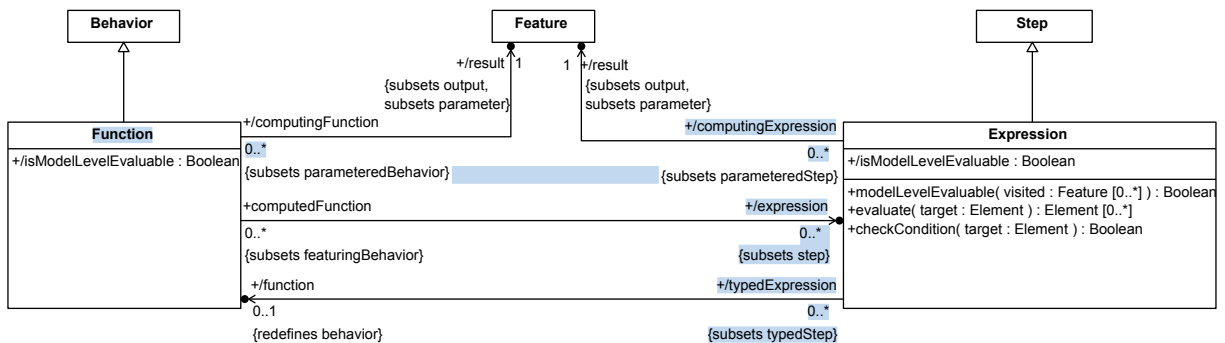 Behavior
Feature
Step
+/result 1
1 +/result
{subsets output,
subsets parameter}
{subsets output,
subsets parameter}
Function
+/isModelLevelEvaluable : Boolean
+/computingFunction
0..*
{subsets parameteredBehavior}
+/computingExpression
0..*
{subsets parameteredStep}
Expression
+/isModelLevelEvaluable : Boolean
+modelLevelEvaluable( visited : Feature [0..*] ) : Boolean
+evaluate( target : Element ) : Element [0..*]
+checkCondition( target : Element ) : Boolean
+computedFunction
0..*
{subsets featuringBehavior}
+/expression
0..*
{subsets step}
+/function
0..1
{redefines behavior}
+/typedExpression
0..*
{subsets typedStep}